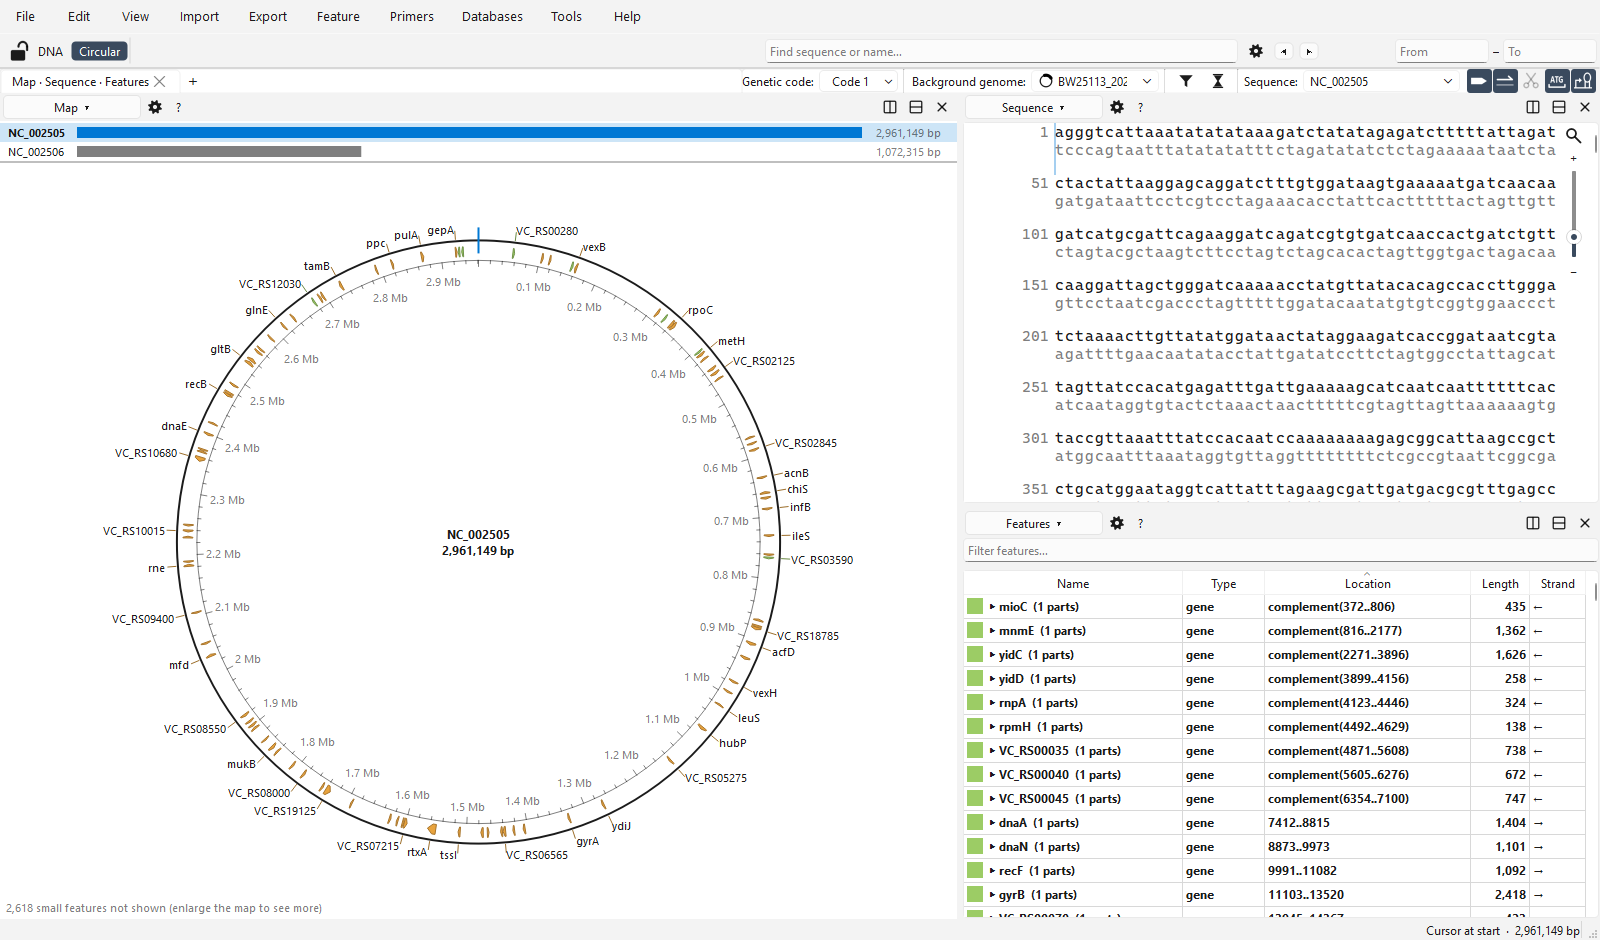 File Edit View Import Export Feature Primers Databases Tools Help
DNA Circular Find sequence or name... From – To
Map · Sequence · Features + Genetic code: Code 1 Background genome: BW25113_202 Sequence: NC_002505 ATG
Map ?
NC_002505 2,961,149 bp
NC_002506 1,072,315 bp
gepA
VC_RS00280
pulA
ppc
vexB
tamB
2.9 Mb
0.1 Mb
VC_RS12030
2.8 Mb
0.2 Mb
glnE
rpoC
2.7 Mb
0.3 Mb
gltB
metH
2.6 Mb
VC_RS02125
recB
0.4 Mb
2.5 Mb
0.5 Mb
dnaE
VC_RS02845
VC_RS10680
2.4 Mb
0.6 Mb
acnB
chiS
2.3 Mb
infB
0.7 Mb
VC_RS10015
ileS
NC_002505
2,961,149 bp
2.2 Mb
VC_RS03590
rne
0.8 Mb
2.1 Mb
VC_RS09400
0.9 Mb
VC_RS18785
acfD
2 Mb
mfd
1 Mb
vexH
1.9 Mb
leuS
1.1 Mb
VC_RS08550
1.8 Mb
hubP
1.2 Mb
mukB
1.7 Mb
VC_RS05275
1.3 Mb
VC_RS08000
1.6 Mb
1.4 Mb
1.5 Mb
VC_RS19125
ydiJ
VC_RS07215
gyrA
rtxA
tssI
VC_RS06565
2,618 small features not shown (enlarge the map to see more)
Sequence ?
1 agggtcattaaatatatataaagatctatatagagatctttttattagat
tcccagtaatttatatatatttctagatatatctctagaaaaataatcta
51 ctactattaaggagcaggatctttgtggataagtgaaaaatgatcaacaa
gatgataattcctcgtcctagaaacacctattcactttttactagttgtt
101 gatcatgcgattcagaaggatcagatcgtgtgatcaaccactgatctgtt
ctagtacgctaagtcttcctagtctagcacactagttggtgactagacaa
151 caaggattagctgggatcaaaaacctatgttatacacagccaccttggga
gttcctaatcgaccctagtttttggatacaatatgtgtcggtggaaccct
201 tctaaaacttgttatatggataactataggaagatcaccggataatcgta
agattttgaacaatatacctattgatatccttctagtggcctattagcat
251 tagttatccacatgagatttgattgaaaaagcatcaatcaattttttcac
atcaataggtgtactctaaactaactttttcgtagttagttaaaaaagtg
301 taccgttaaatttatccacaatccaaaaaaaagagcggcattaagccgct
atggcaatttaaataggtgttaggttttttttctcgccgtaattcggcga
351 ctgcatggaataggtcattatttagaagcgattgatgacgcgtttgagcc
Features ?
Filter features...
Name Type Location Length Strand
mioC (1 parts) gene complement(372..806) 435 ←
mnmE (1 parts) gene complement(816..2177) 1,362 ←
yidC (1 parts) gene complement(2271..3896) 1,626 ←
yidD (1 parts) gene complement(3899..4156) 258 ←
rnpA (1 parts) gene complement(4123..4446) 324 ←
rpmH (1 parts) gene complement(4492..4629) 138 ←
VC_RS00035 (1 parts) gene complement(4871..5608) 738 ←
VC_RS00040 (1 parts) gene complement(5605..6276) 672 ←
VC_RS00045 (1 parts) gene complement(6354..7100) 747 ←
dnaA (1 parts) gene 7412..8815 1,404 →
dnaN (1 parts) gene 8873..9973 1,101 →
recF (1 parts) gene 9991..11082 1,092 →
gyrB (1 parts) gene 11103..13520 2,418 →
Cursor at start · 2,961,149 bp